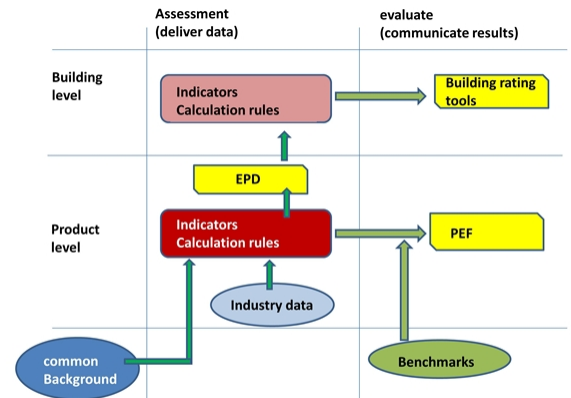 Assessment
(deliver data)
evaluate
(communicate results)
Building
level
Indicators
Calculation rules
Building rating
tools
EPD
Product
level
Indicators
Calculation rules
PEF
Industry data
common
Background
Benchmarks